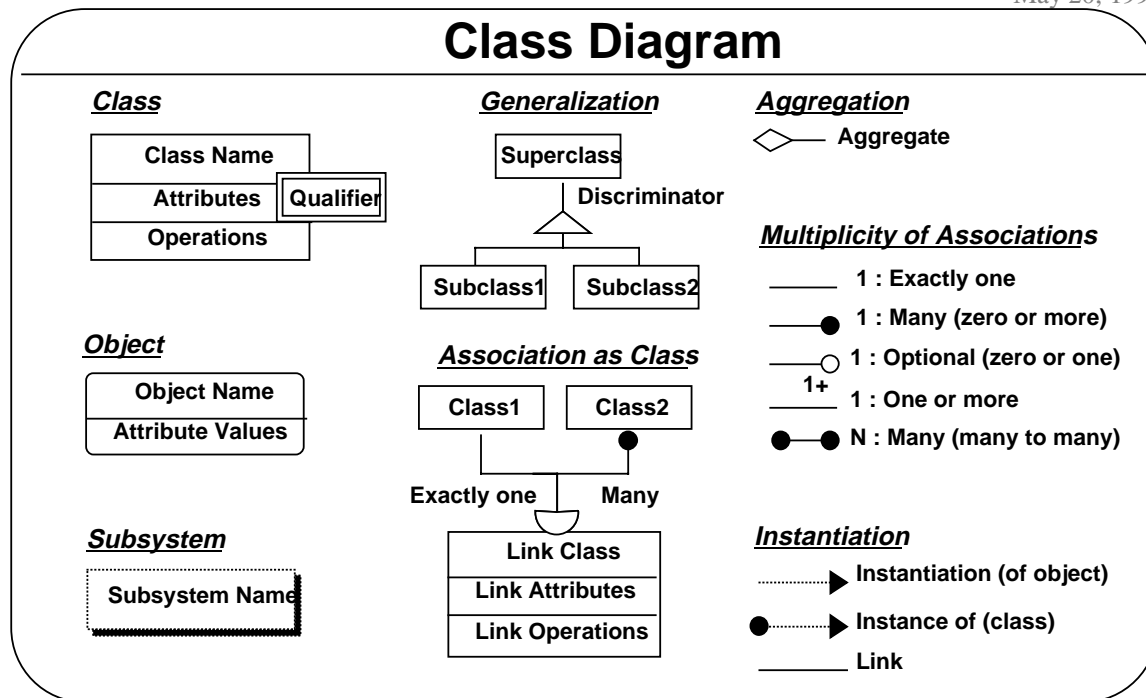 May 20, 199
Class Diagram
Class
Class Name
Attributes
Qualifier
Operations
Object
Object Name
Attribute Values
Subsystem
Subsystem Name
Generalization
Superclass
Discriminator
Subclass1
Subclass2
Association as Class
Class1
Class2
Exactly one
Many
Link Class
Link Attributes
Link Operations
Aggregation
Aggregate
Multiplicity of Associations
1 : Exactly one
1 : Many (zero or more)
1 : Optional (zero or one)
1+
1 : One or more
N : Many (many to many)
Instantiation
Instantiation (of object)
Instance of (class)
Link